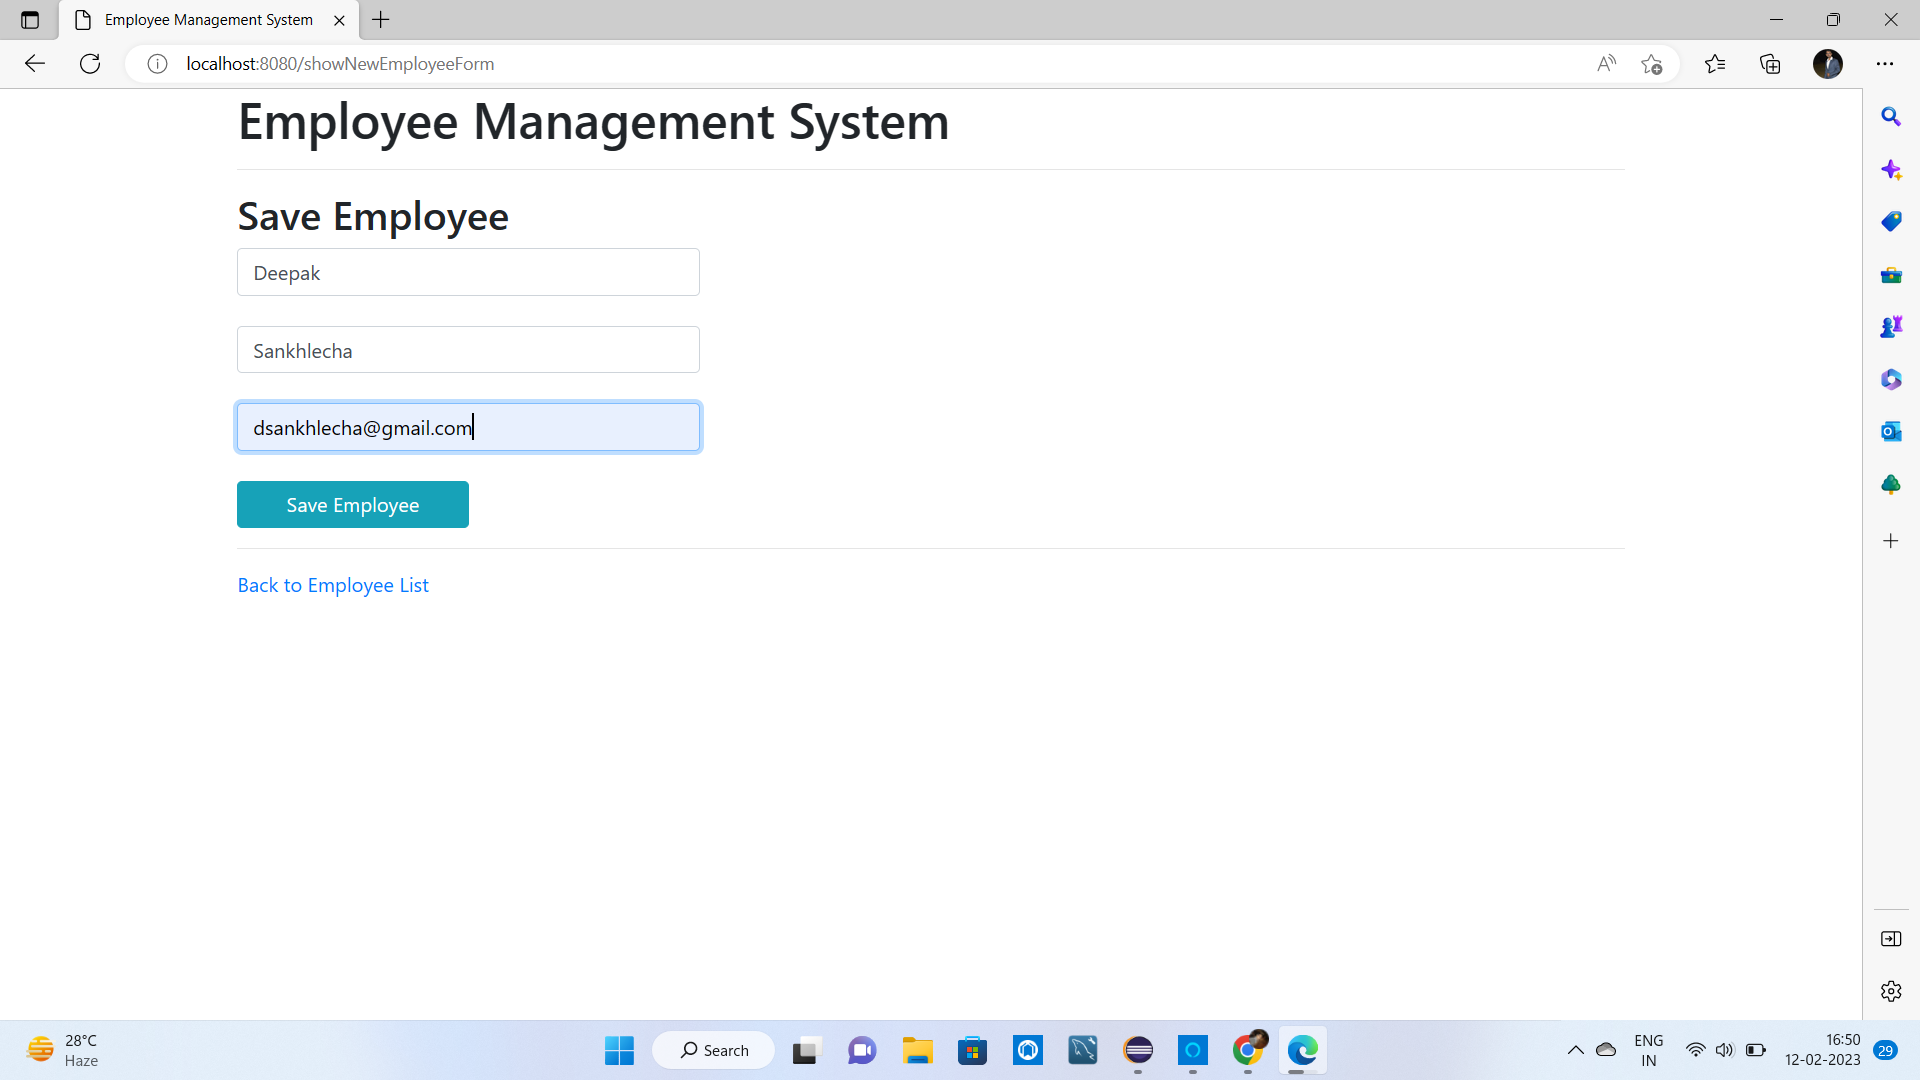 Employee Management System
localhost:8080/showNewEmployeeForm
Employee Management System
Save Employee
Deepak
Sankhlecha
dsankhlecha@gmail.com
Save Employee
Back to Employee List
28°C
Haze
Search
ENG
IN
16:50
12-02-2023
29